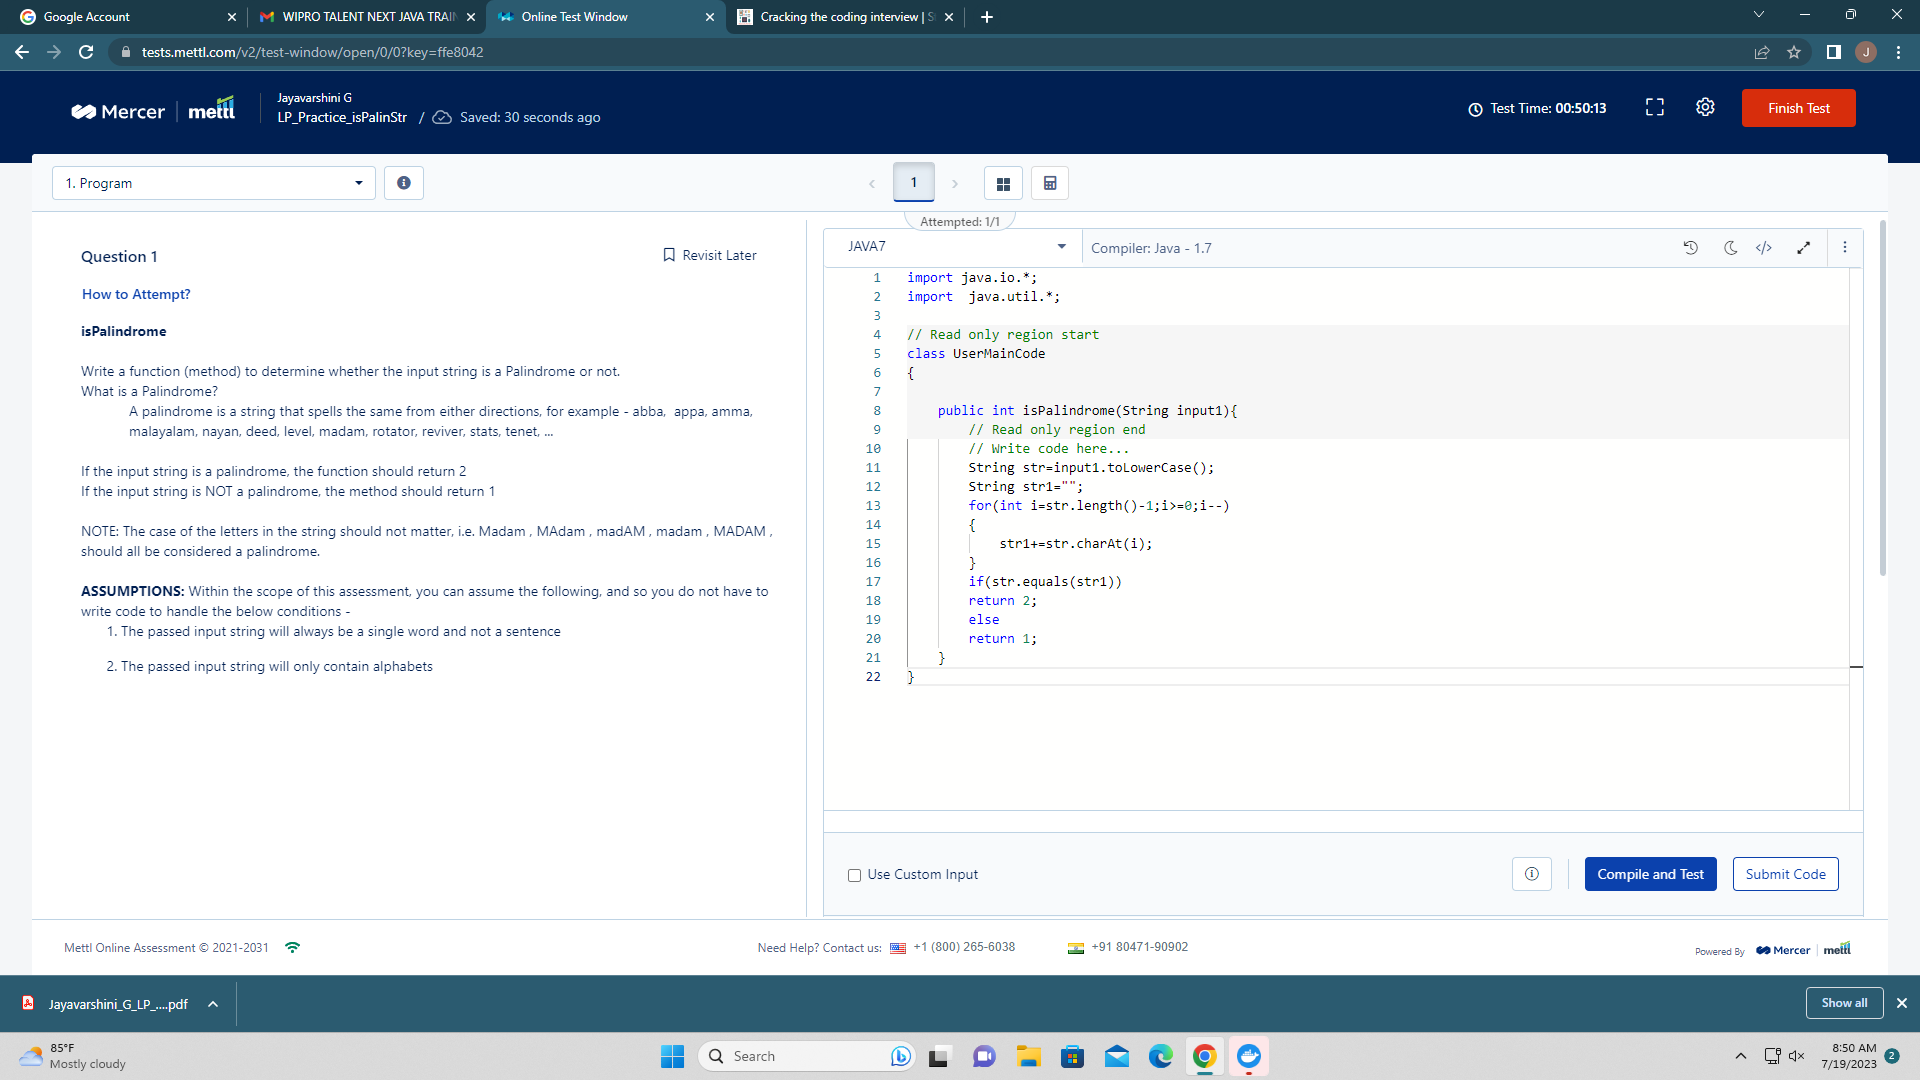 Google Account
WIPRO TALENT NEXT JAVA TRAIN
Online Test Window
Cracking the coding interview | S
tests.mettl.com/v2/test-window/open/0/0?key=ffe8042
J
Mercer | mettl
Jayavarshini G
LP_Practice_isPalinStr / Saved: 30 seconds ago
Test Time: 00:50:13
Finish Test
1. Program
1
Attempted: 1/1
Question 1
Revisit Later
How to Attempt?
isPalindrome
Write a function (method) to determine whether the input string is a Palindrome or not.
What is a Palindrome?
A palindrome is a string that spells the same from either directions, for example - abba, appa, amma,
malayalam, nayan, deed, level, madam, rotator, reviver, stats, tenet, ...
If the input string is a palindrome, the function should return 2
If the input string is NOT a palindrome, the method should return 1
NOTE: The case of the letters in the string should not matter, i.e. Madam , MAdam , madAM , madam , MADAM ,
should all be considered a palindrome.
ASSUMPTIONS: Within the scope of this assessment, you can assume the following, and so you do not have to
write code to handle the below conditions -
1. The passed input string will always be a single word and not a sentence
2. The passed input string will only contain alphabets
JAVA7
Compiler: Java - 1.7
1 import java.io.*;
2 import  java.util.*;
3
4 // Read only region start
5 class UserMainCode
6 {
7
8     public int isPalindrome(String input1){
9         // Read only region end
10         // Write code here...
11         String str=input1.toLowerCase();
12         String str1="";
13         for(int i=str.length()-1;i>=0;i--)
14         {
15             str1+=str.charAt(i);
16         }
17         if(str.equals(str1))
18         return 2;
19         else
20         return 1;
21     }
22 }
Use Custom Input
Compile and Test
Submit Code
Mettl Online Assessment © 2021-2031
Need Help? Contact us: +1 (800) 265-6038
+91 80471-90902
Powered By Mercer | mettl
Jayavarshini_G_LP_....pdf
Show all
85°F
Mostly cloudy
Search
8:50 AM
7/19/2023
2